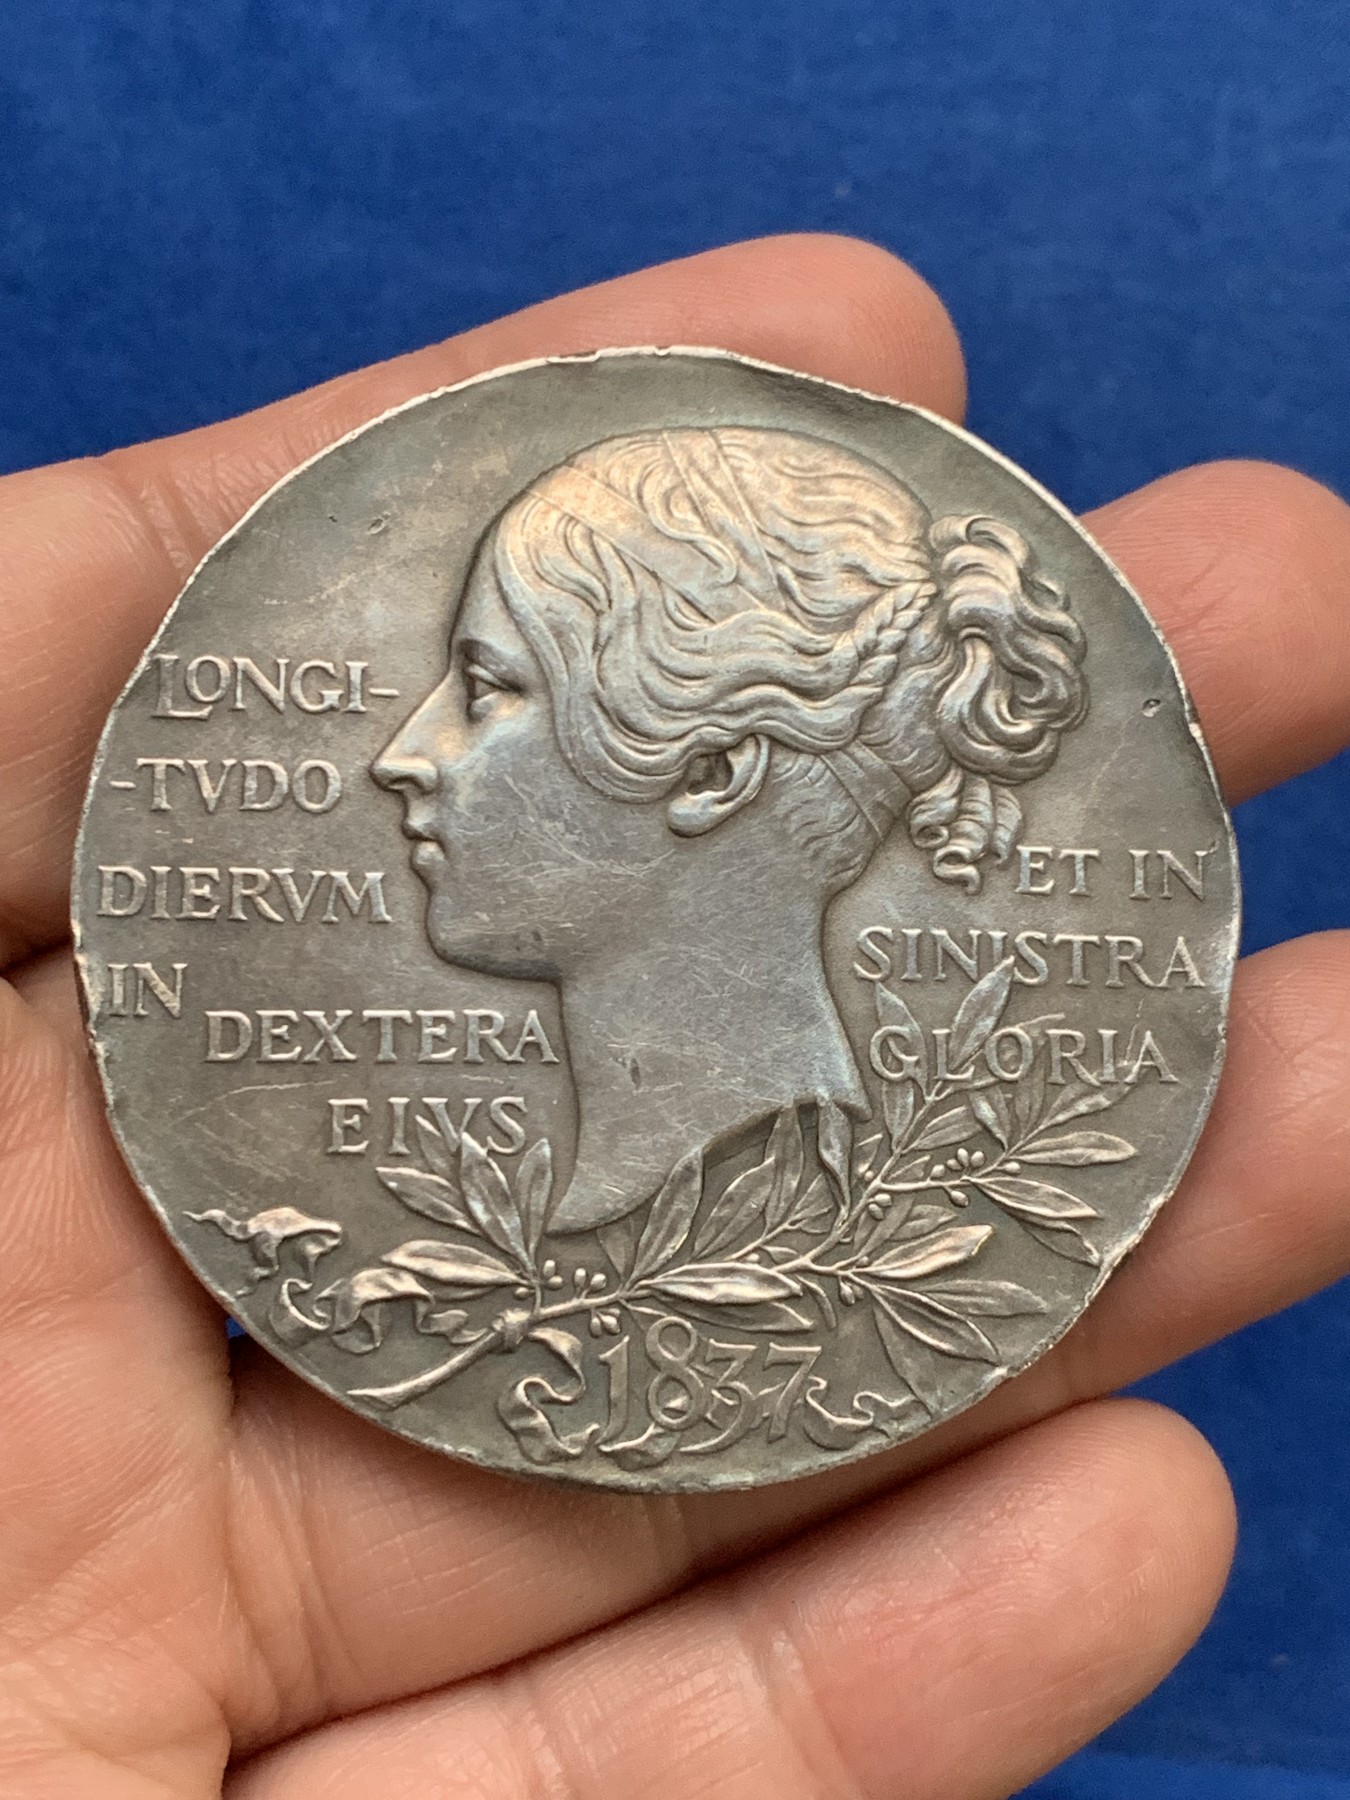 LONGI-
-TVDO
DIERVM
IN
DEXTERA
EIVS
ET IN
SINISTRA
GLORIA
1837